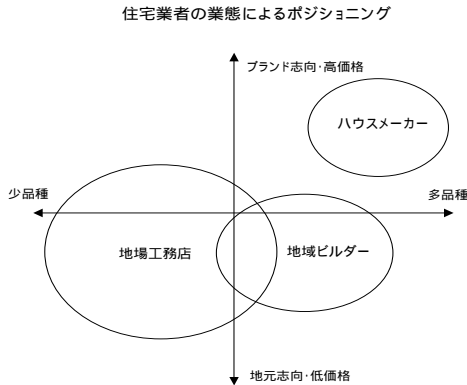 住宅業者の業態によるポジショニング
ブランド志向・高価格
ハウスメーカー
少品種
多品種
地場工務店
地域ビルダー
地元志向・低価格